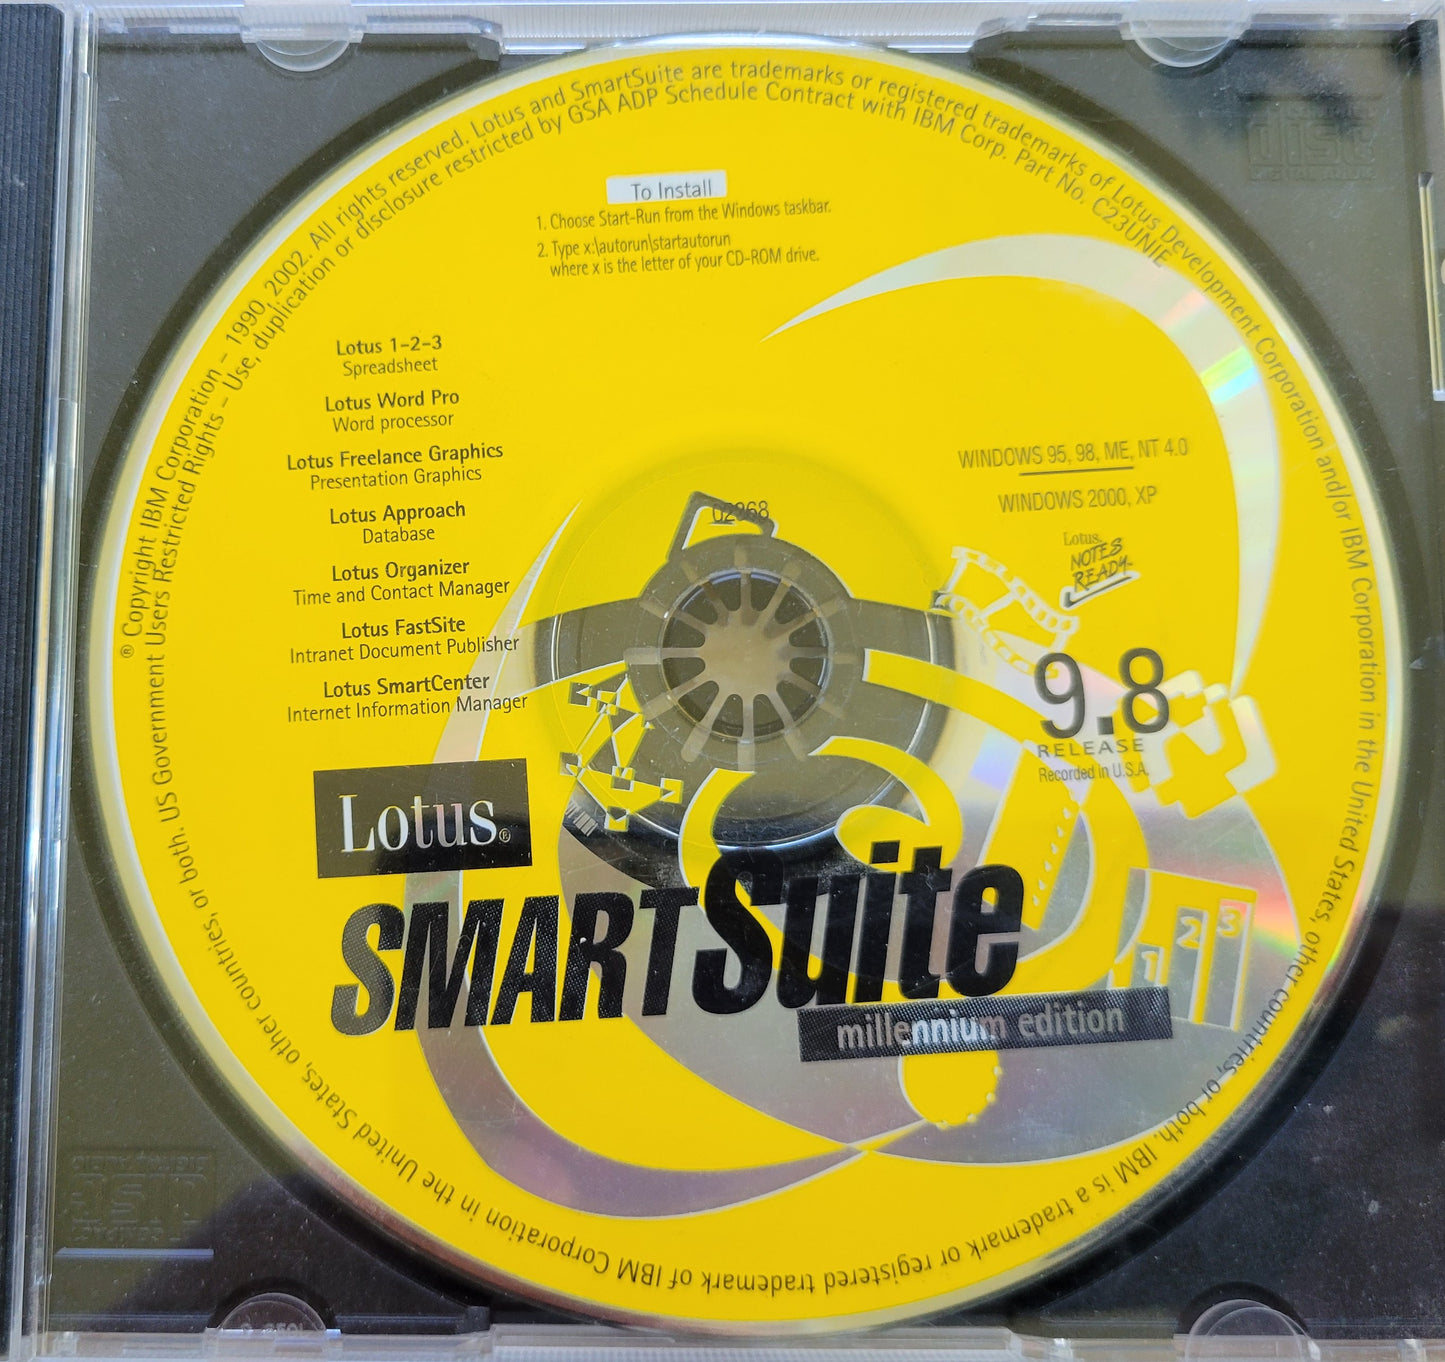 ® Copyright IBM Corporation – 1990, 2002. All rights reserved. Lotus and SmartSuite are trademarks or registered trademarks of Lotus Development Corporation and/or IBM Corporation in the United States, other countries, or both. IBM is a trademark or registered trademark of IBM Corporation in the United States, other countries, or both. US Government Users Restricted Rights – Use, duplication or disclosure restricted by GSA ADP Schedule Contract with IBM Corp. Part No. C23UNIE
To Install
1. Choose Start-Run from the Windows taskbar.
2. Type x:\autorun\startautorun
where x is the letter of your CD-ROM drive.
Lotus 1-2-3
Spreadsheet
Lotus Word Pro
Word processor
Lotus Freelance Graphics
Presentation Graphics
Lotus Approach
Database
Lotus Organizer
Time and Contact Manager
Lotus FastSite
Intranet Document Publisher
Lotus SmartCenter
Internet Information Manager
WINDOWS 95, 98, ME, NT 4.0
WINDOWS 2000, XP
Lotus
NOTES
READY
9.8
RELEASE
Recorded in U.S.A.
Lotus®
SMARTSuite
millennium edition
1 2 3
disc